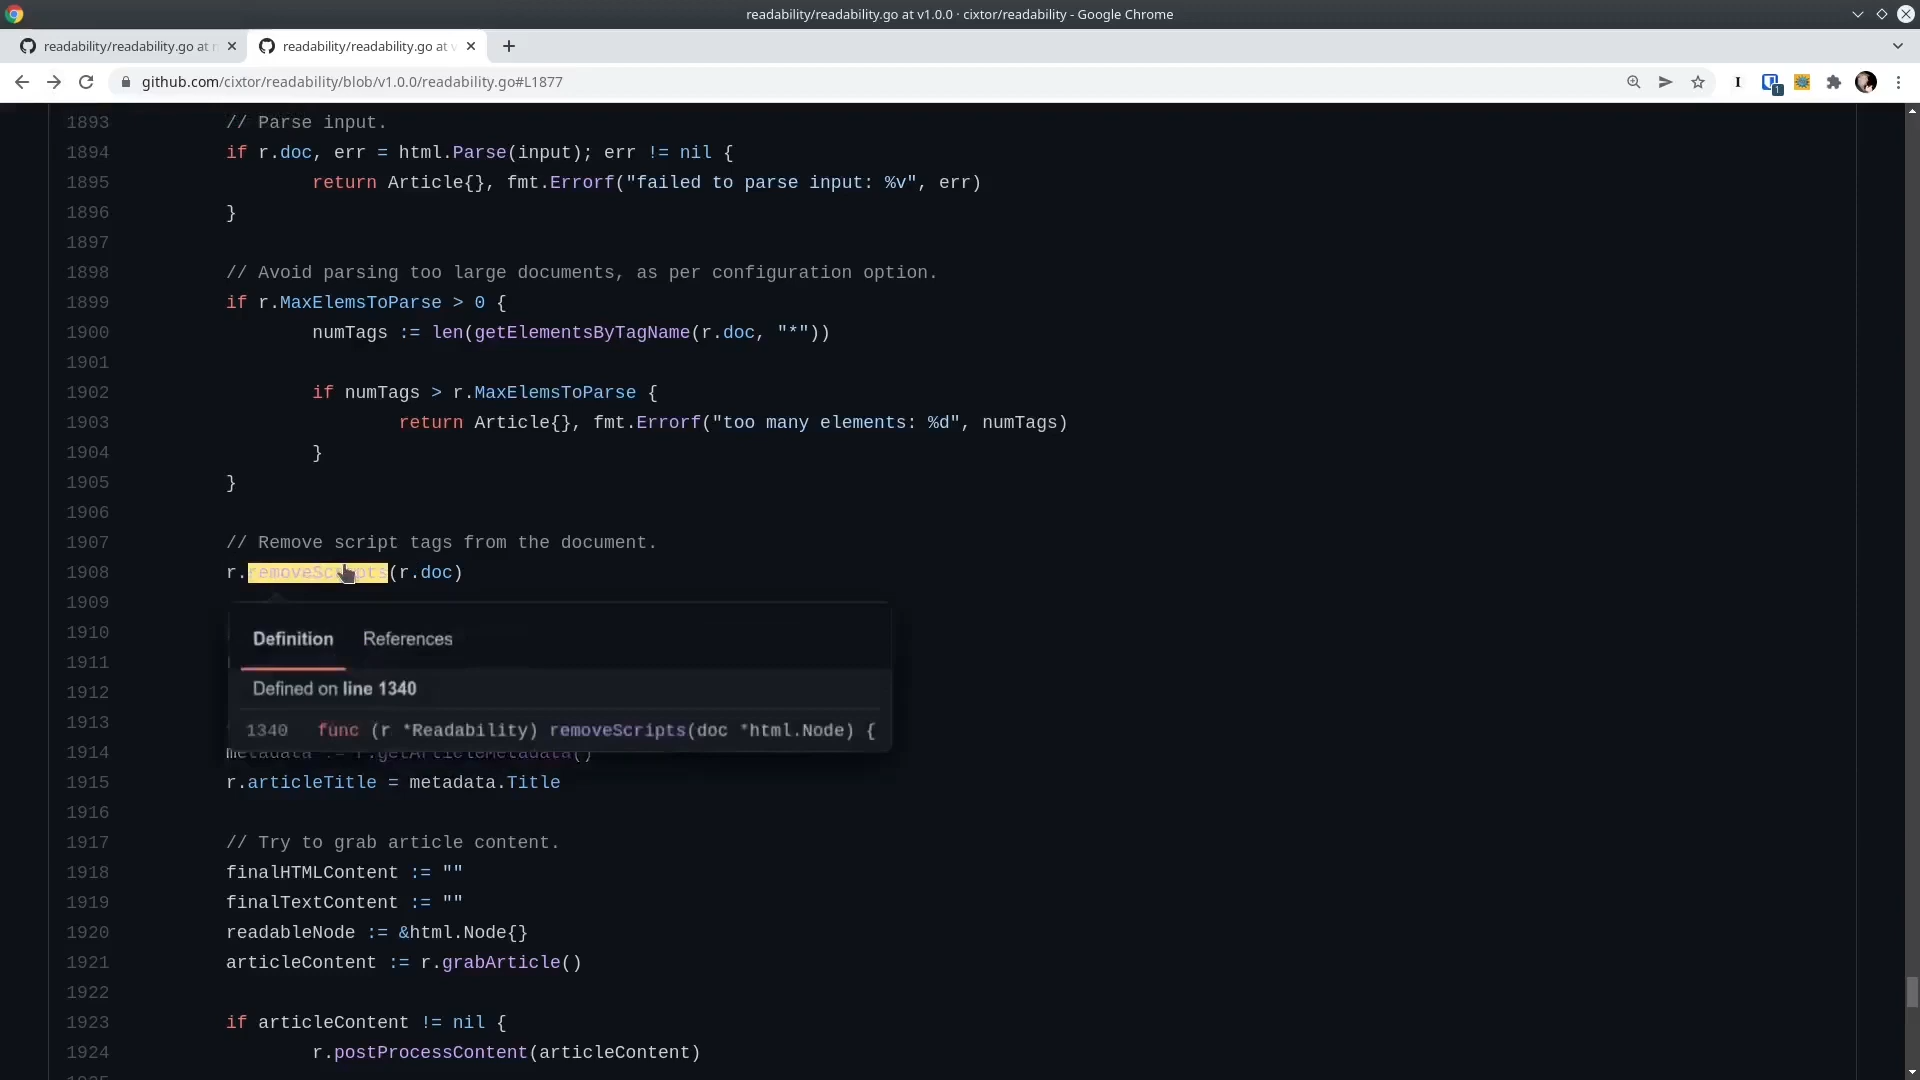 readability/readability.go at v1.0.0 · cixtor/readability - Google Chrome
readability/readability.go at
readability/readability.go at v
github.com/cixtor/readability/blob/v1.0.0/readability.go#L1877
1893 // Parse input.
1894 if r.doc, err = html.Parse(input); err != nil {
1895 return Article{}, fmt.Errorf("failed to parse input: %v", err)
1896 }
1897
1898 // Avoid parsing too large documents, as per configuration option.
1899 if r.MaxElemsToParse > 0 {
1900 numTags := len(getElementsByTagName(r.doc, "*"))
1901
1902 if numTags > r.MaxElemsToParse {
1903 return Article{}, fmt.Errorf("too many elements: %d", numTags)
1904 }
1905 }
1906
1907 // Remove script tags from the document.
1908 r.removeScripts(r.doc)
1909
Definition References
1910
1911
Defined on line 1340
1912
1913
1340 func (r *Readability) removeScripts(doc *html.Node) {
1914 metadata := r.getArticleMetadata()
1915 r.articleTitle = metadata.Title
1916
1917 // Try to grab article content.
1918 finalHTMLContent := ""
1919 finalTextContent := ""
1920 readableNode := &html.Node{}
1921 articleContent := r.grabArticle()
1922
1923 if articleContent != nil {
1924 r.postProcessContent(articleContent)